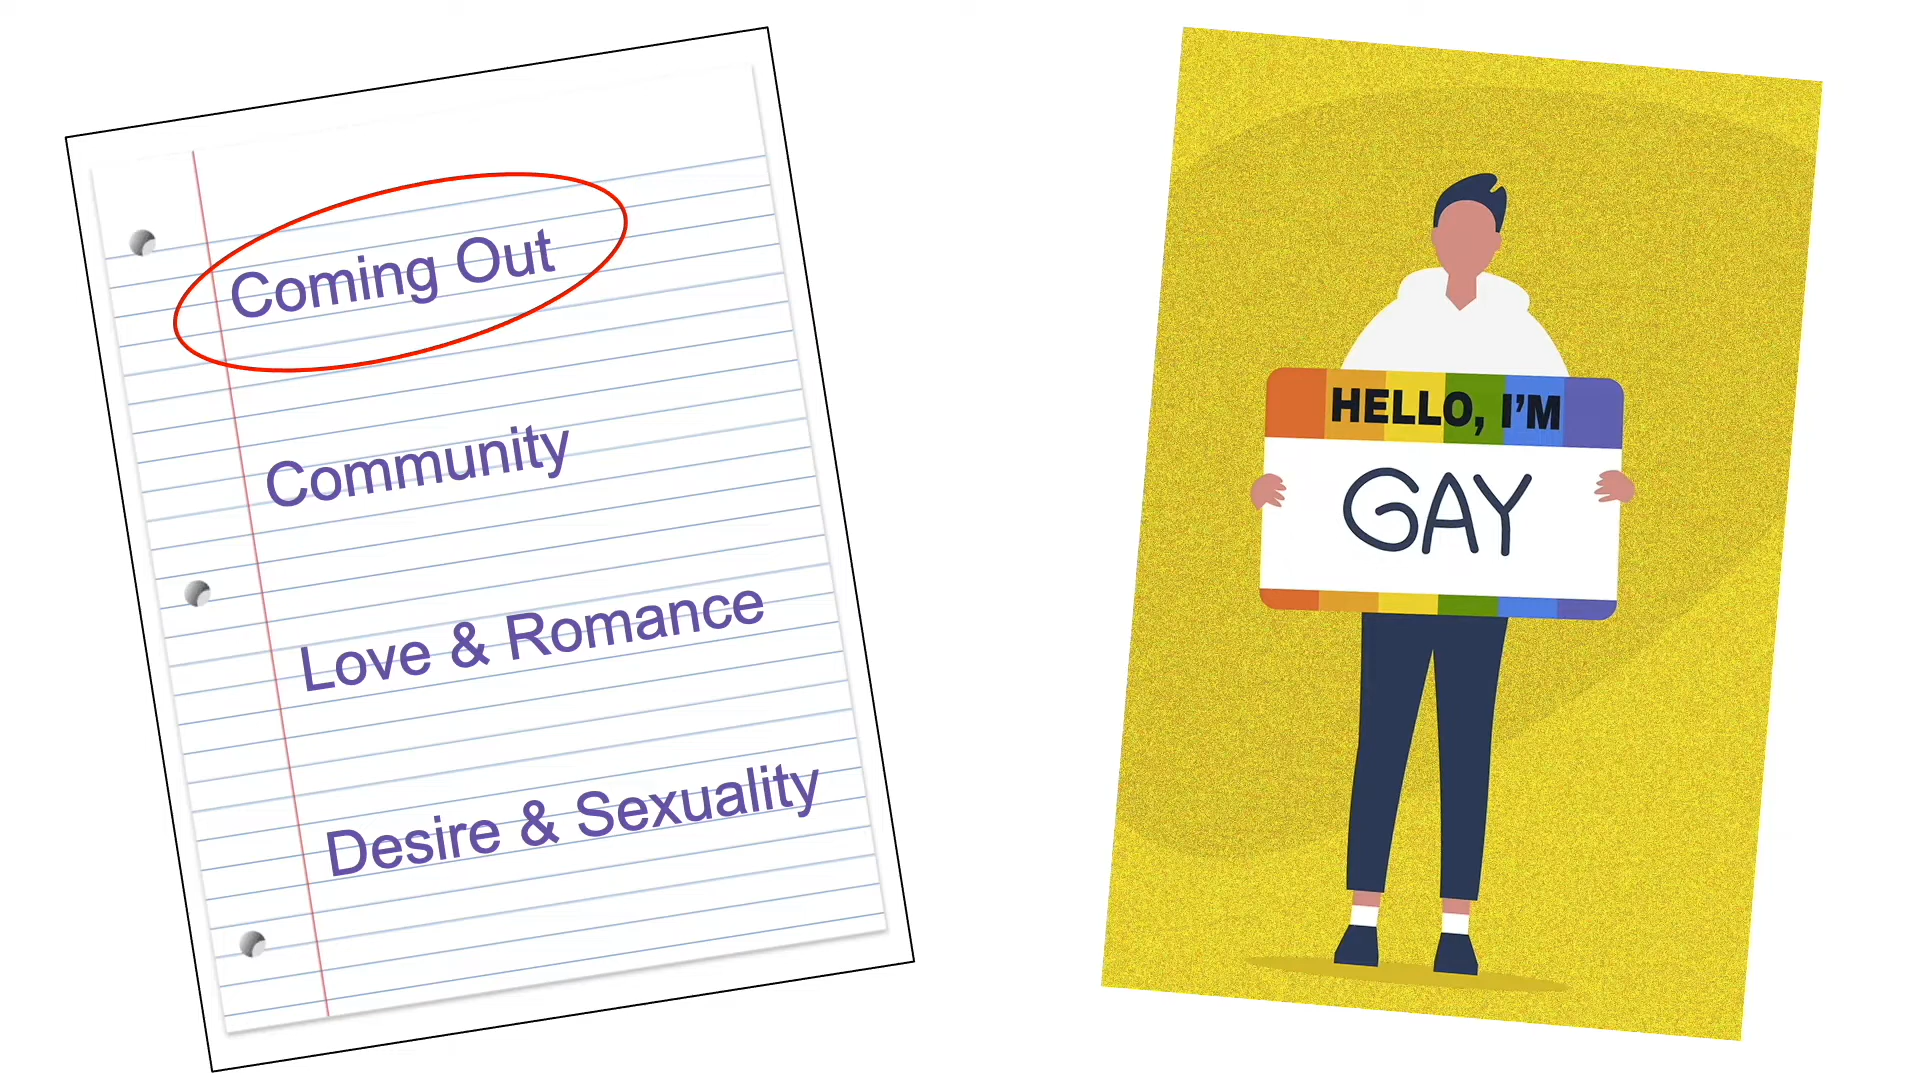 Coming Out
Community
Love & Romance
Desire & Sexuality
HELLO, I'M
GAY